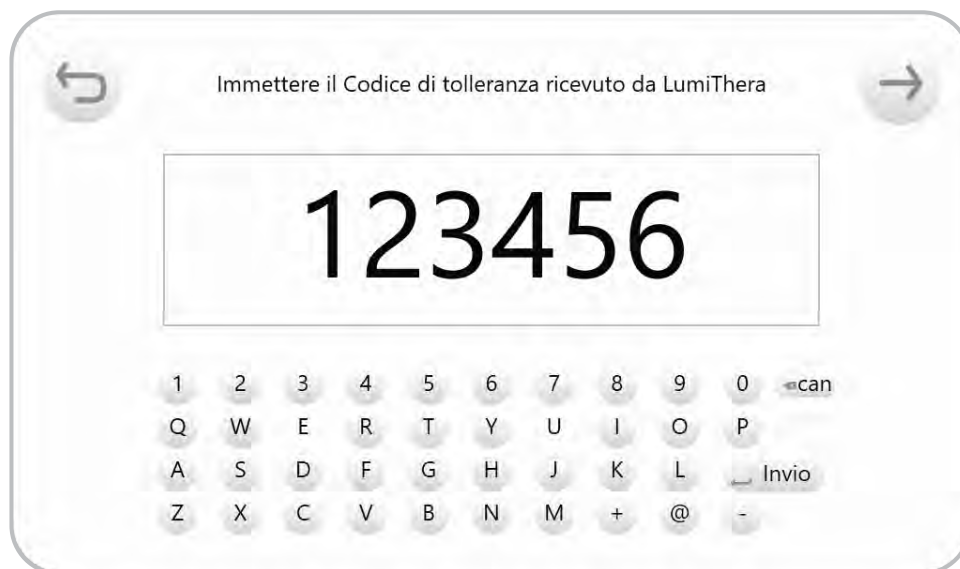 Immettere il Codice di tolleranza ricevuto da LumiThera
123456
1 2 3 4 5 6 7 8 9 0 can
Q W E R T Y U I O P
A S D F G H J K L Invio
Z X C V B N M + @ -